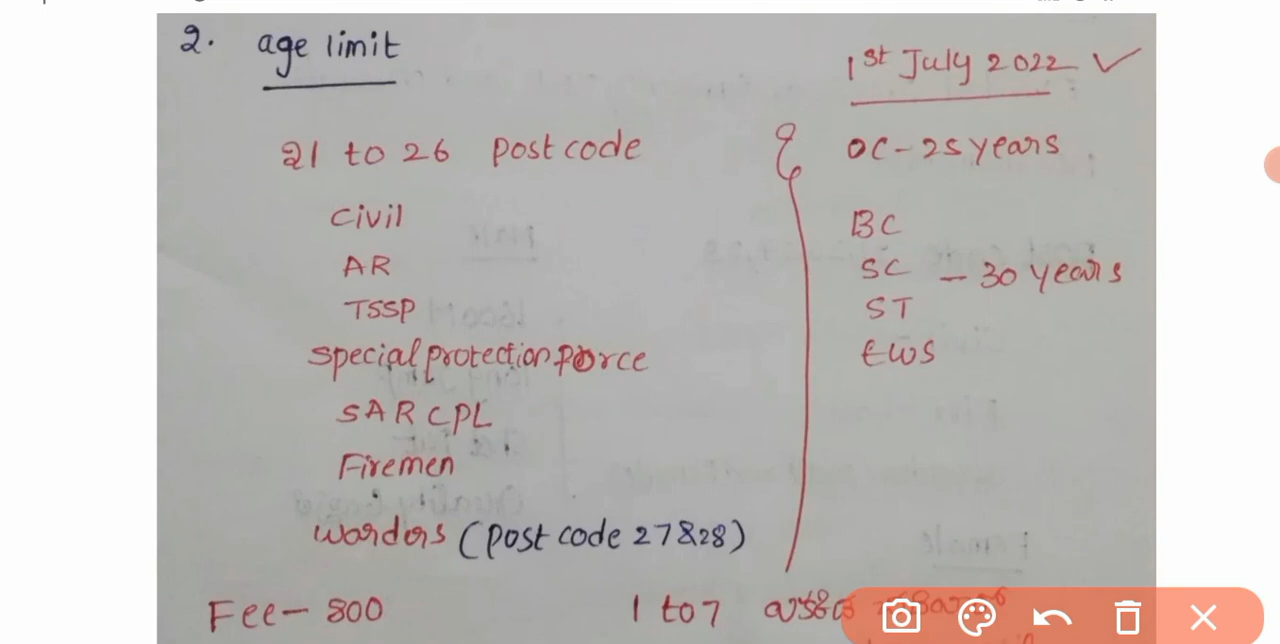 2. age limit
1st July 2022 ✓
21 to 26 Post code
OC - 25 years
Civil
BC
AR
SC - 30 years
TSSP
ST
Special protection Force
EWS
SAR CPL
Firemen
Warders (Post code 27&28)
Fee - 800
1 to 7